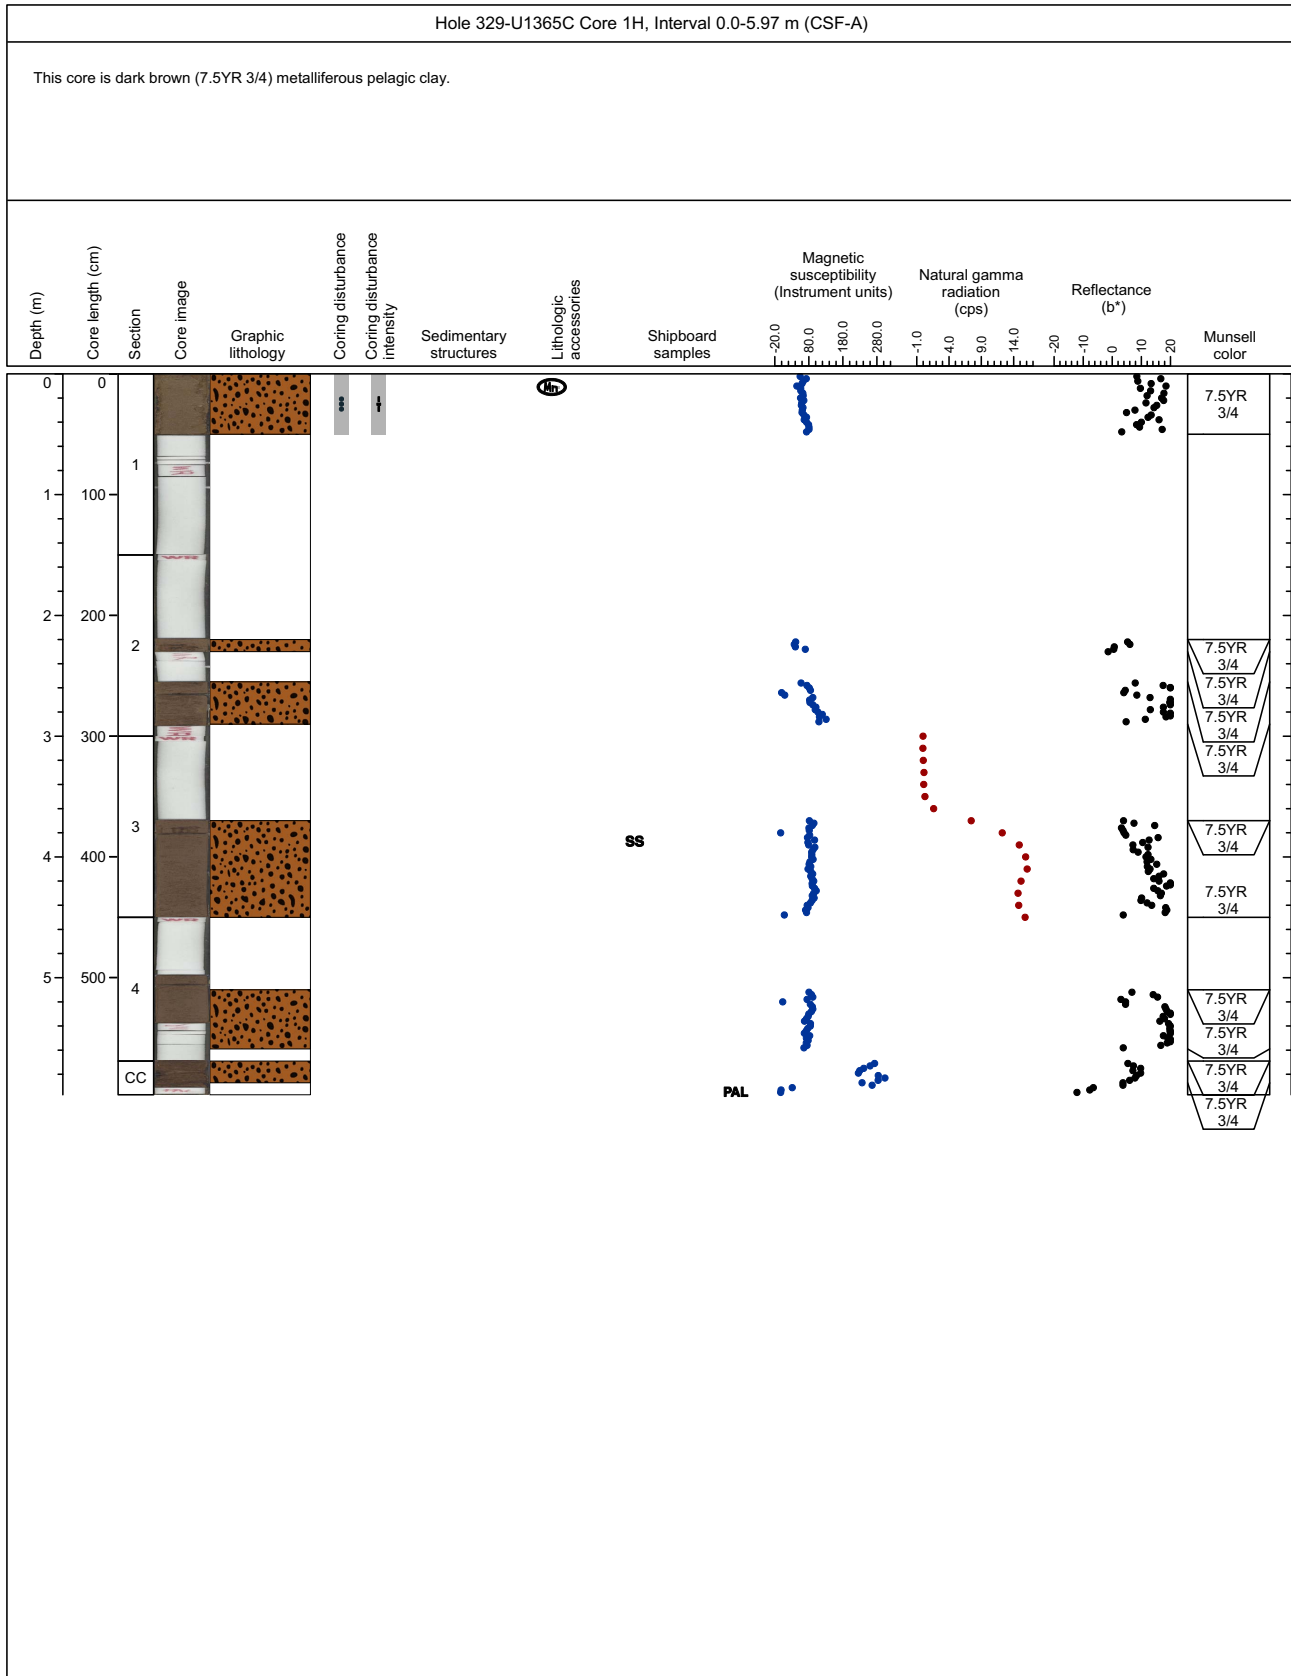 Hole 329-U1365C Core 1H, Interval 0.0-5.97 m (CSF-A)
This core is dark brown (7.5YR 3/4) metalliferous pelagic clay.
Depth (m)
Core length (cm)
Section
Core image
Graphic
lithology
Coring disturbance
Coring disturbance
intensity
Sedimentary
structures
Lithologic
accessories
Shipboard
samples
Magnetic
susceptibility
(Instrument units)
-20.0 80.0 180.0 280.0
Natural gamma
radiation
(cps)
-1.0 4.0 9.0 14.0
Reflectance
(b*)
-20 -10 0 10 20
Munsell
color
0 0
Mn
7.5YR
3/4
1
1 100
WR
2 200
2
7.5YR
3/4
7.5YR
3/4
7.5YR
3/4
3 300
WR
7.5YR
3/4
3
SS
7.5YR
3/4
4 400
7.5YR
3/4
WR
5 500
4
7.5YR
3/4
7.5YR
3/4
CC
7.5YR
3/4
PAL
7.5YR
3/4